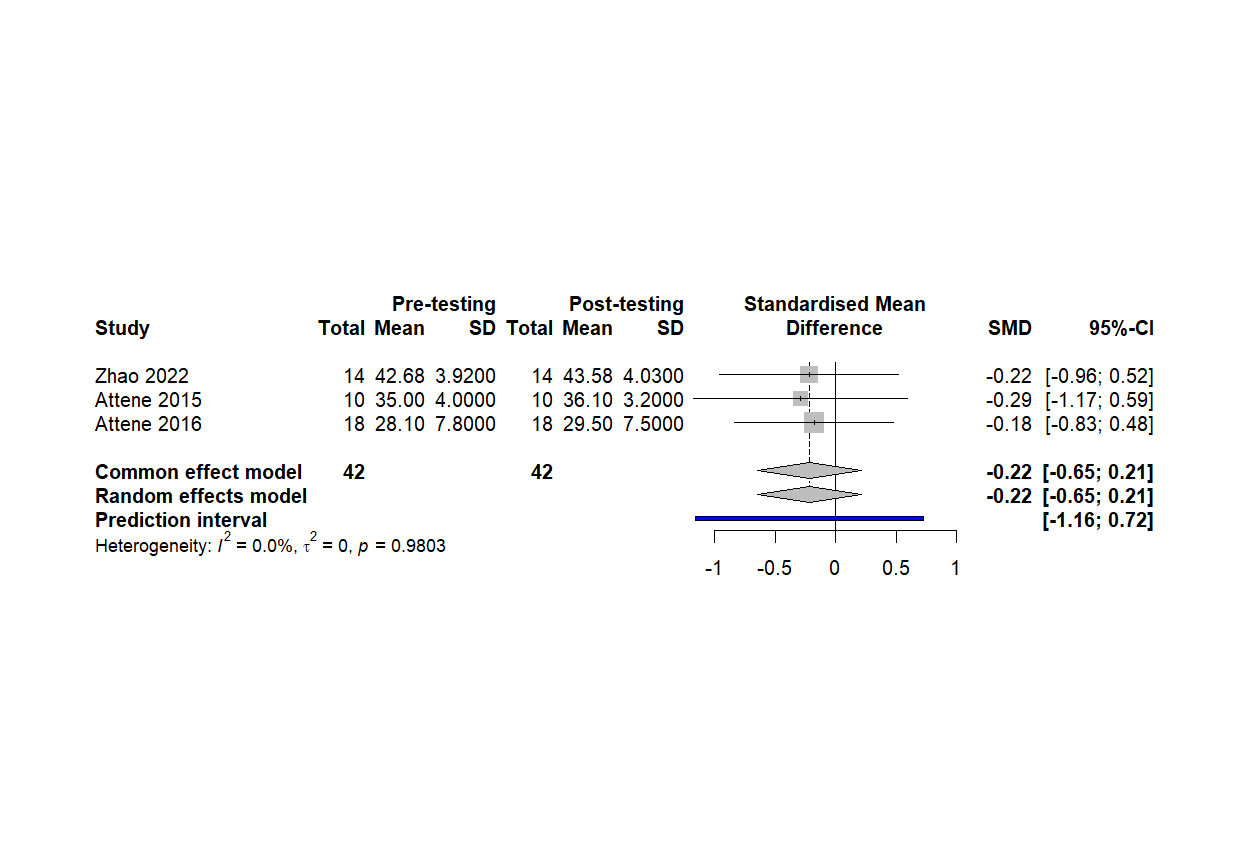 Pre-testing Post-testing Standardised Mean
Study Total Mean SD Total Mean SD Difference SMD 95%-CI
Zhao 2022 14 42.68 3.9200 14 43.58 4.0300 -0.22 [-0.96; 0.52]
Attene 2015 10 35.00 4.0000 10 36.10 3.2000 -0.29 [-1.17; 0.59]
Attene 2016 18 28.10 7.8000 18 29.50 7.5000 -0.18 [-0.83; 0.48]
Common effect model 42 42 -0.22 [-0.65; 0.21]
Random effects model -0.22 [-0.65; 0.21]
Prediction interval [-1.16; 0.72]
Heterogeneity: I² = 0.0%, τ² = 0, p = 0.9803
-1 -0.5 0 0.5 1